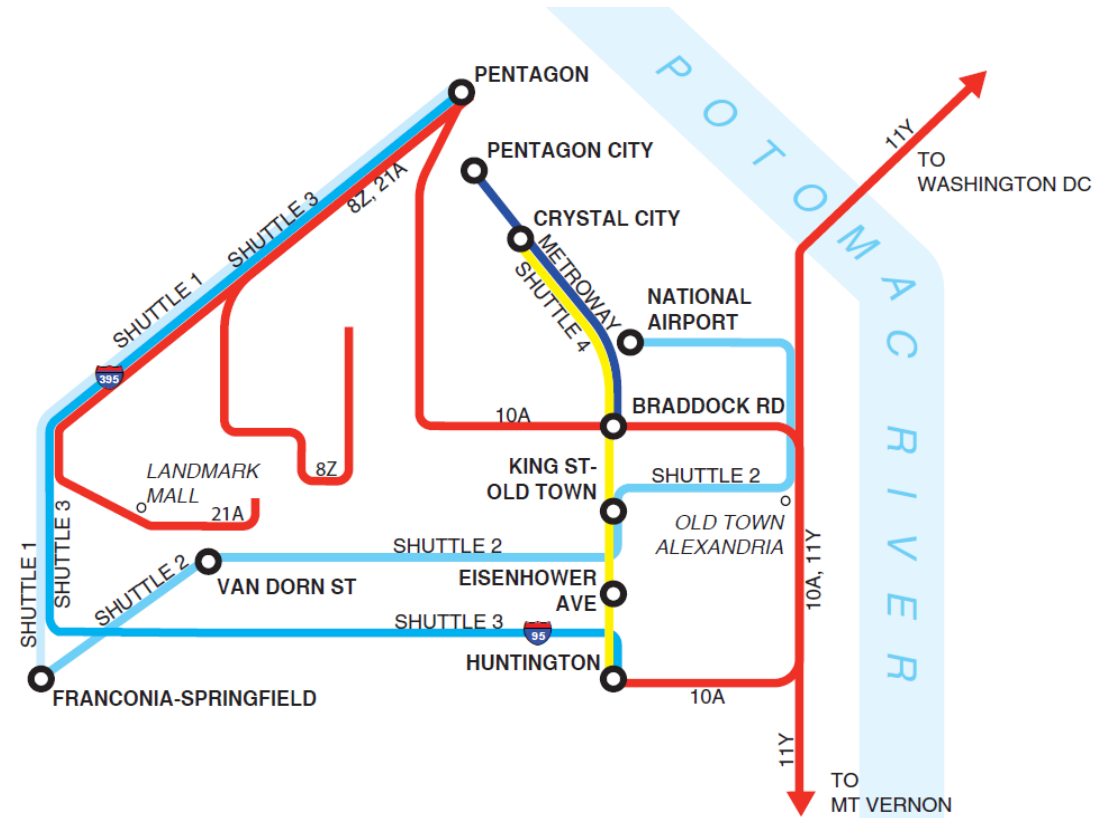 PENTAGON
PENTAGON CITY
CRYSTAL CITY
POTOMAC RIVER
11Y
TO
WASHINGTON DC
8Z, 21A
SHUTTLE 3
SHUTTLE 1
METROWAY
SHUTTLE 4
NATIONAL
AIRPORT
395
BRADDOCK RD
10A
LANDMARK
MALL
8Z
21A
KING ST-
OLD TOWN
SHUTTLE 2
OLD TOWN
ALEXANDRIA
10A, 11Y
SHUTTLE 1
SHUTTLE 3
SHUTTLE 2
SHUTTLE 2
VAN DORN ST
EISENHOWER
AVE
SHUTTLE 3
95
HUNTINGTON
FRANCONIA-SPRINGFIELD
10A
11Y
TO
MT VERNON